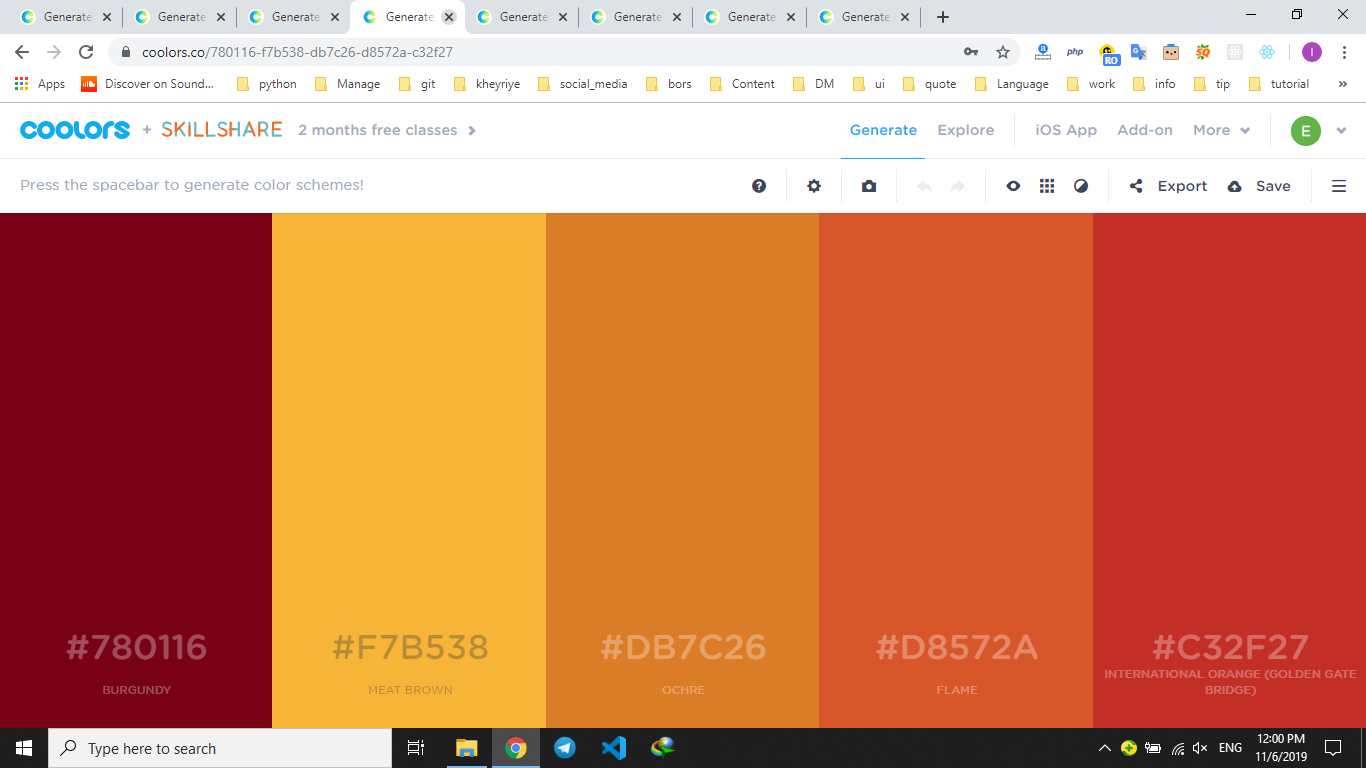 Generate Generate Generate Generate Generate Generate Generate Generate
coolors.co/780116-f7b538-db7c26-d8572a-c32f27
a php RO SQ I
Apps Discover on Sound... python Manage git kheyriye social_media bors Content DM ui quote Language work info tip tutorial »
coolors + SKILLSHARE 2 months free classes Generate Explore iOS App Add-on More E
Press the spacebar to generate color schemes! Export Save
#780116 #F7B538 #DB7C26 #D8572A #C32F27
BURGUNDY MEAT BROWN OCHRE FLAME INTERNATIONAL ORANGE (GOLDEN GATE
BRIDGE)
Type here to search ENG 12:00 PM
11/6/2019